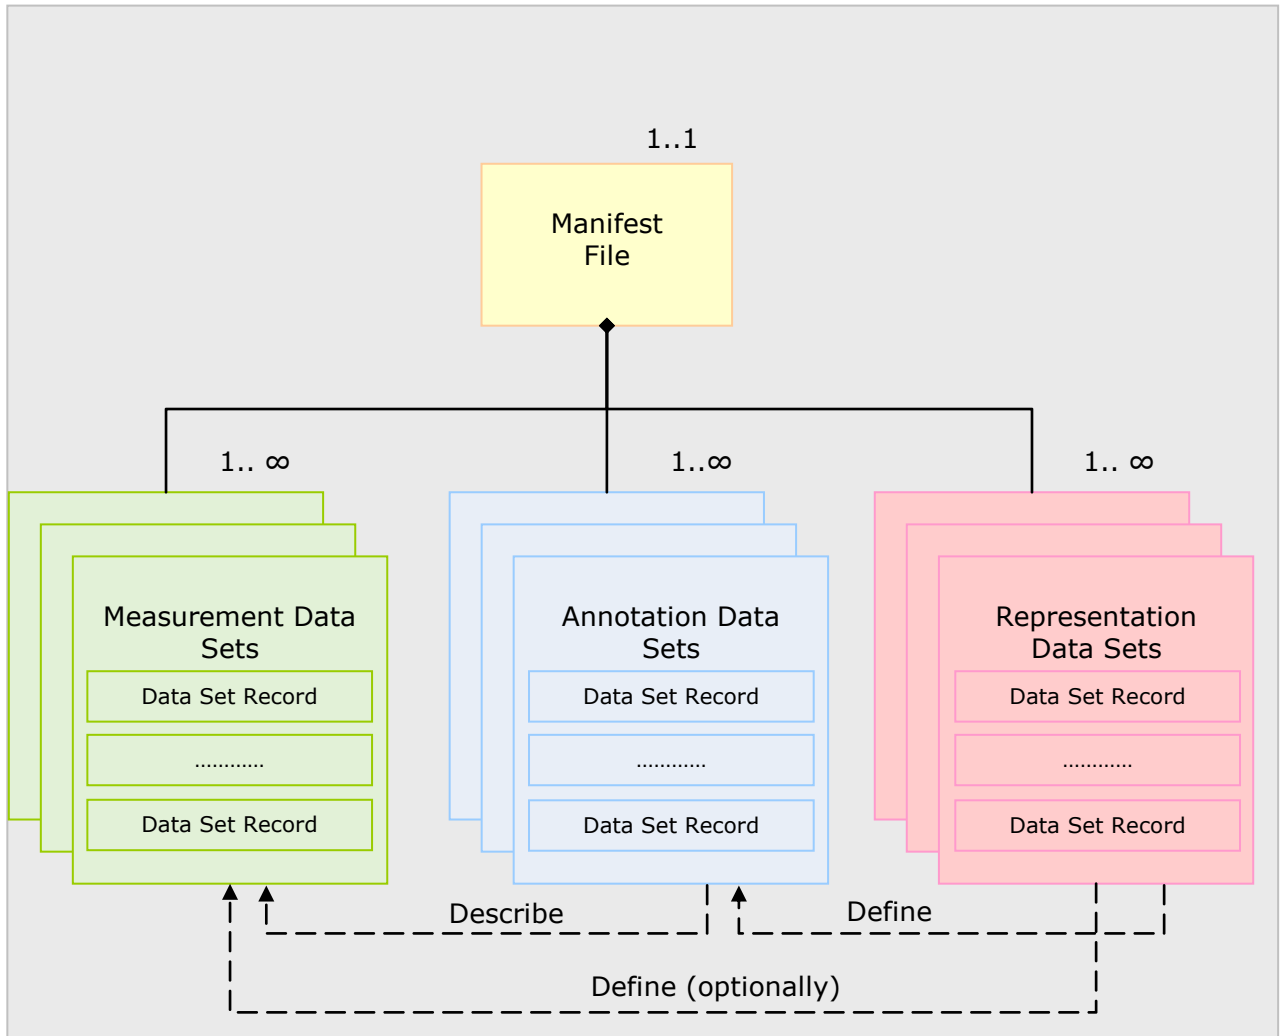 1..1
Manifest
File
1.. ∞
1..∞
1.. ∞
Measurement Data
Sets
Data Set Record
............
Data Set Record
Annotation Data
Sets
Data Set Record
............
Data Set Record
Representation
Data Sets
Data Set Record
............
Data Set Record
Describe
Define
Define (optionally)